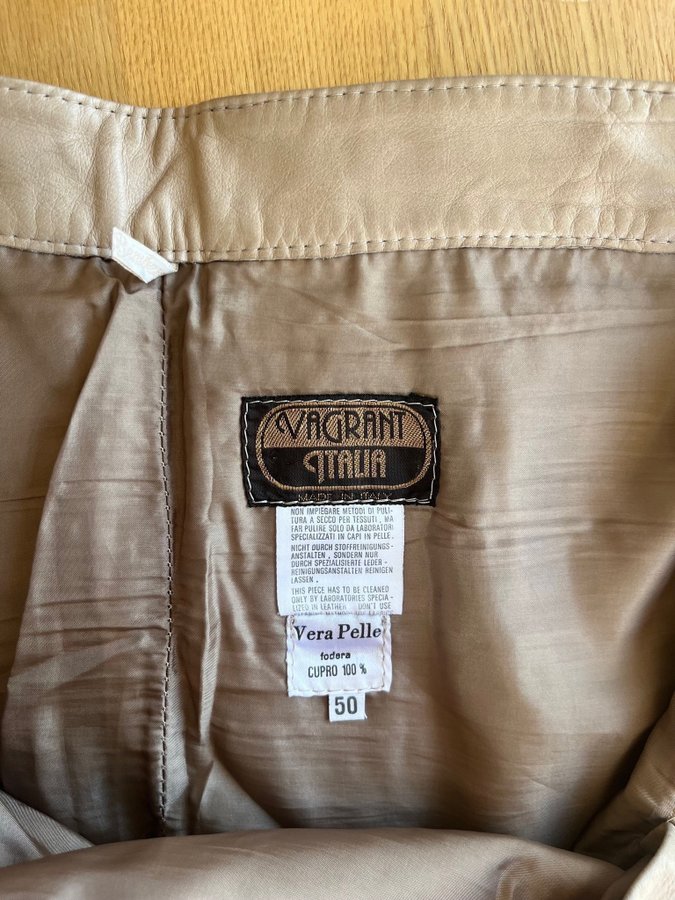 VAGRANT
ITALIA
MADE IN ITALY
NON IMPIEGARE METODI DI PULI-
TURA A SECCO PER TESSUTI, MA
FAR PULIRE SOLO DA LABORATORI
SPECIALIZZATI IN CAPI IN PELLE.
NICHT DURCH STOFFREINIGUNGS-
ANSTALTEN, SONDERN NUR
DURCH SPEZIALISIERTE LEDER-
REINIGUNGSANSTALTEN REINIGEN
LASSEN.
THIS PIECE HAS TO BE CLEANED
ONLY BY LABORATORIES SPECIA-
LIZED IN LEATHER DON'T USE
Vera Pelle
fodera
CUPRO 100 %
50